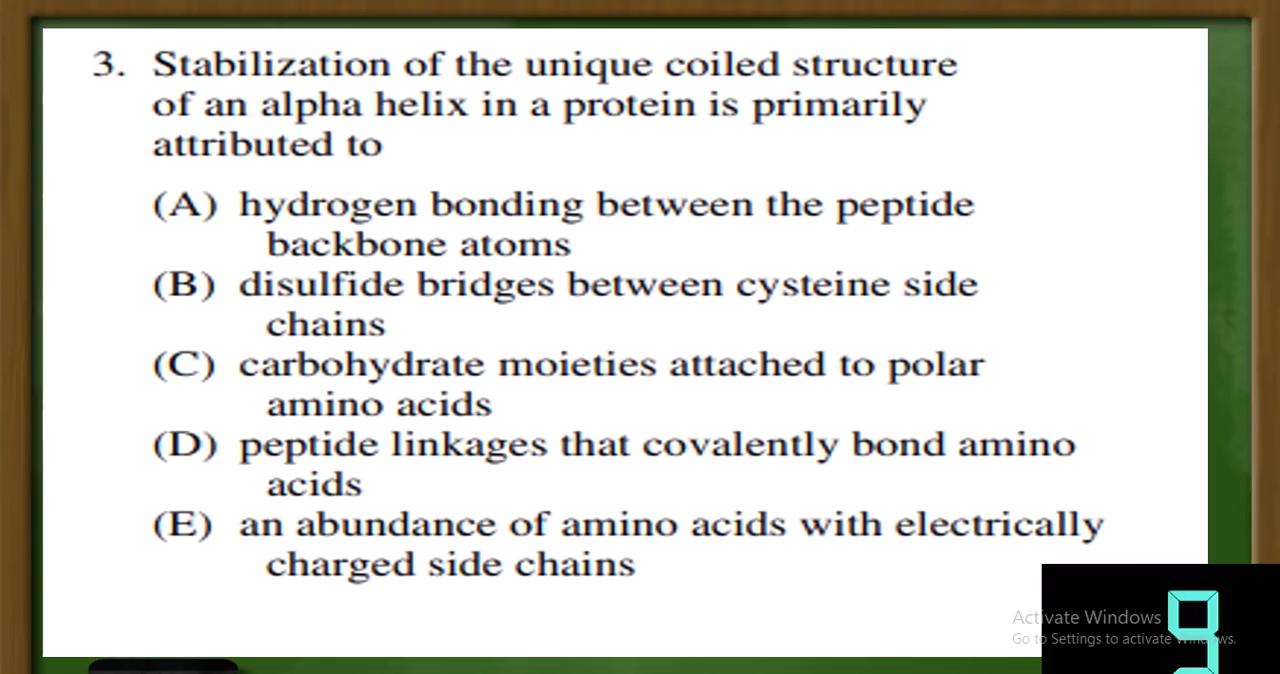 3. Stabilization of the unique coiled structure
of an alpha helix in a protein is primarily
attributed to
(A) hydrogen bonding between the peptide
backbone atoms
(B) disulfide bridges between cysteine side
chains
(C) carbohydrate moieties attached to polar
amino acids
(D) peptide linkages that covalently bond amino
acids
(E) an abundance of amino acids with electrically
charged side chains
Activate Windows
Go to Settings to activate Windows.
9